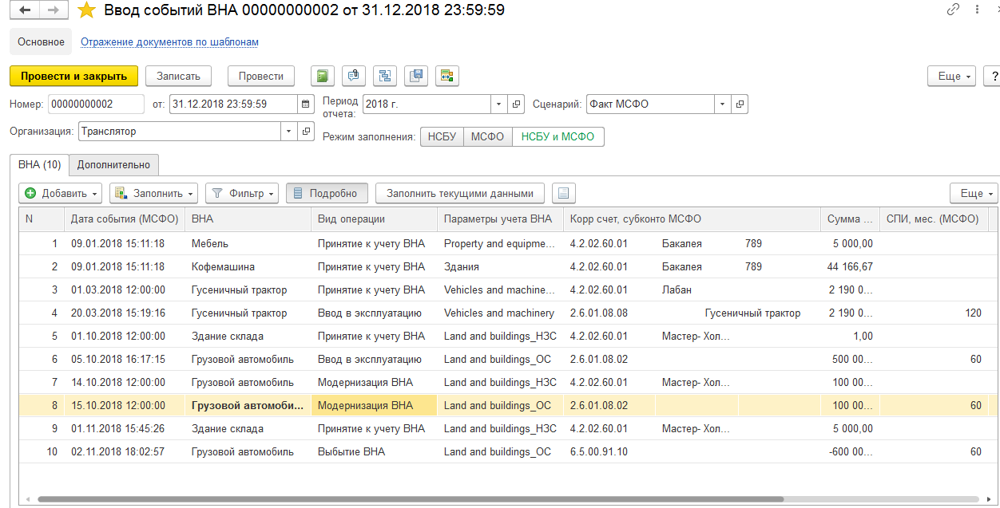 Ввод событий ВНА 00000000002 от 31.12.2018 23:59:59
Основное Отражение документов по шаблонам
Провести и закрыть Записать Провести Еще ?
Номер: 00000000002 от: 31.12.2018 23:59:59 Период отчета: 2018 г. Сценарий: Факт МСФО
Организация: Транслятор Режим заполнения: НСБУ МСФО НСБУ и МСФО
ВНА (10) Дополнительно
Добавить Заполнить Фильтр Подробно Заполнить текущими данными Еще
N Дата события (МСФО) ВНА Вид операции Параметры учета ВНА Корр счет, субконто МСФО Сумма ... СПИ, мес. (МСФО)
1 09.01.2018 15:11:18 Мебель Принятие к учету ВНА Property and equipme... 4.2.02.60.01 Бакалея 789 5 000,00
2 09.01.2018 15:11:18 Кофемашина Принятие к учету ВНА Здания 4.2.02.60.01 Бакалея 789 44 166,67
3 01.03.2018 12:00:00 Гусеничный трактор Принятие к учету ВНА Vehicles and machine... 4.2.02.60.01 Лабан 2 190 0...
4 20.03.2018 15:19:16 Гусеничный трактор Ввод в эксплуатацию Vehicles and machinery 2.6.01.08.08 Гусеничный трактор 2 190 0... 120
5 01.10.2018 12:00:00 Здание склада Принятие к учету ВНА Land and buildings_НЗС 4.2.02.60.01 Мастер- Хол... 1,00
6 05.10.2018 16:17:15 Грузовой автомобиль Ввод в эксплуатацию Land and buildings_ОС 2.6.01.08.02 500 00... 60
7 14.10.2018 12:00:00 Грузовой автомобиль Модернизация ВНА Land and buildings_НЗС 4.2.02.60.01 Мастер- Хол... 100 00...
8 15.10.2018 12:00:00 Грузовой автомоби... Модернизация ВНА Land and buildings_ОС 2.6.01.08.02 100 00... 60
9 01.11.2018 15:45:26 Здание склада Принятие к учету ВНА Land and buildings_НЗС 4.2.02.60.01 Мастер- Хол... 5 000,00
10 02.11.2018 18:02:57 Грузовой автомобиль Выбытие ВНА Land and buildings_ОС 6.5.00.91.10 -600 00... 60